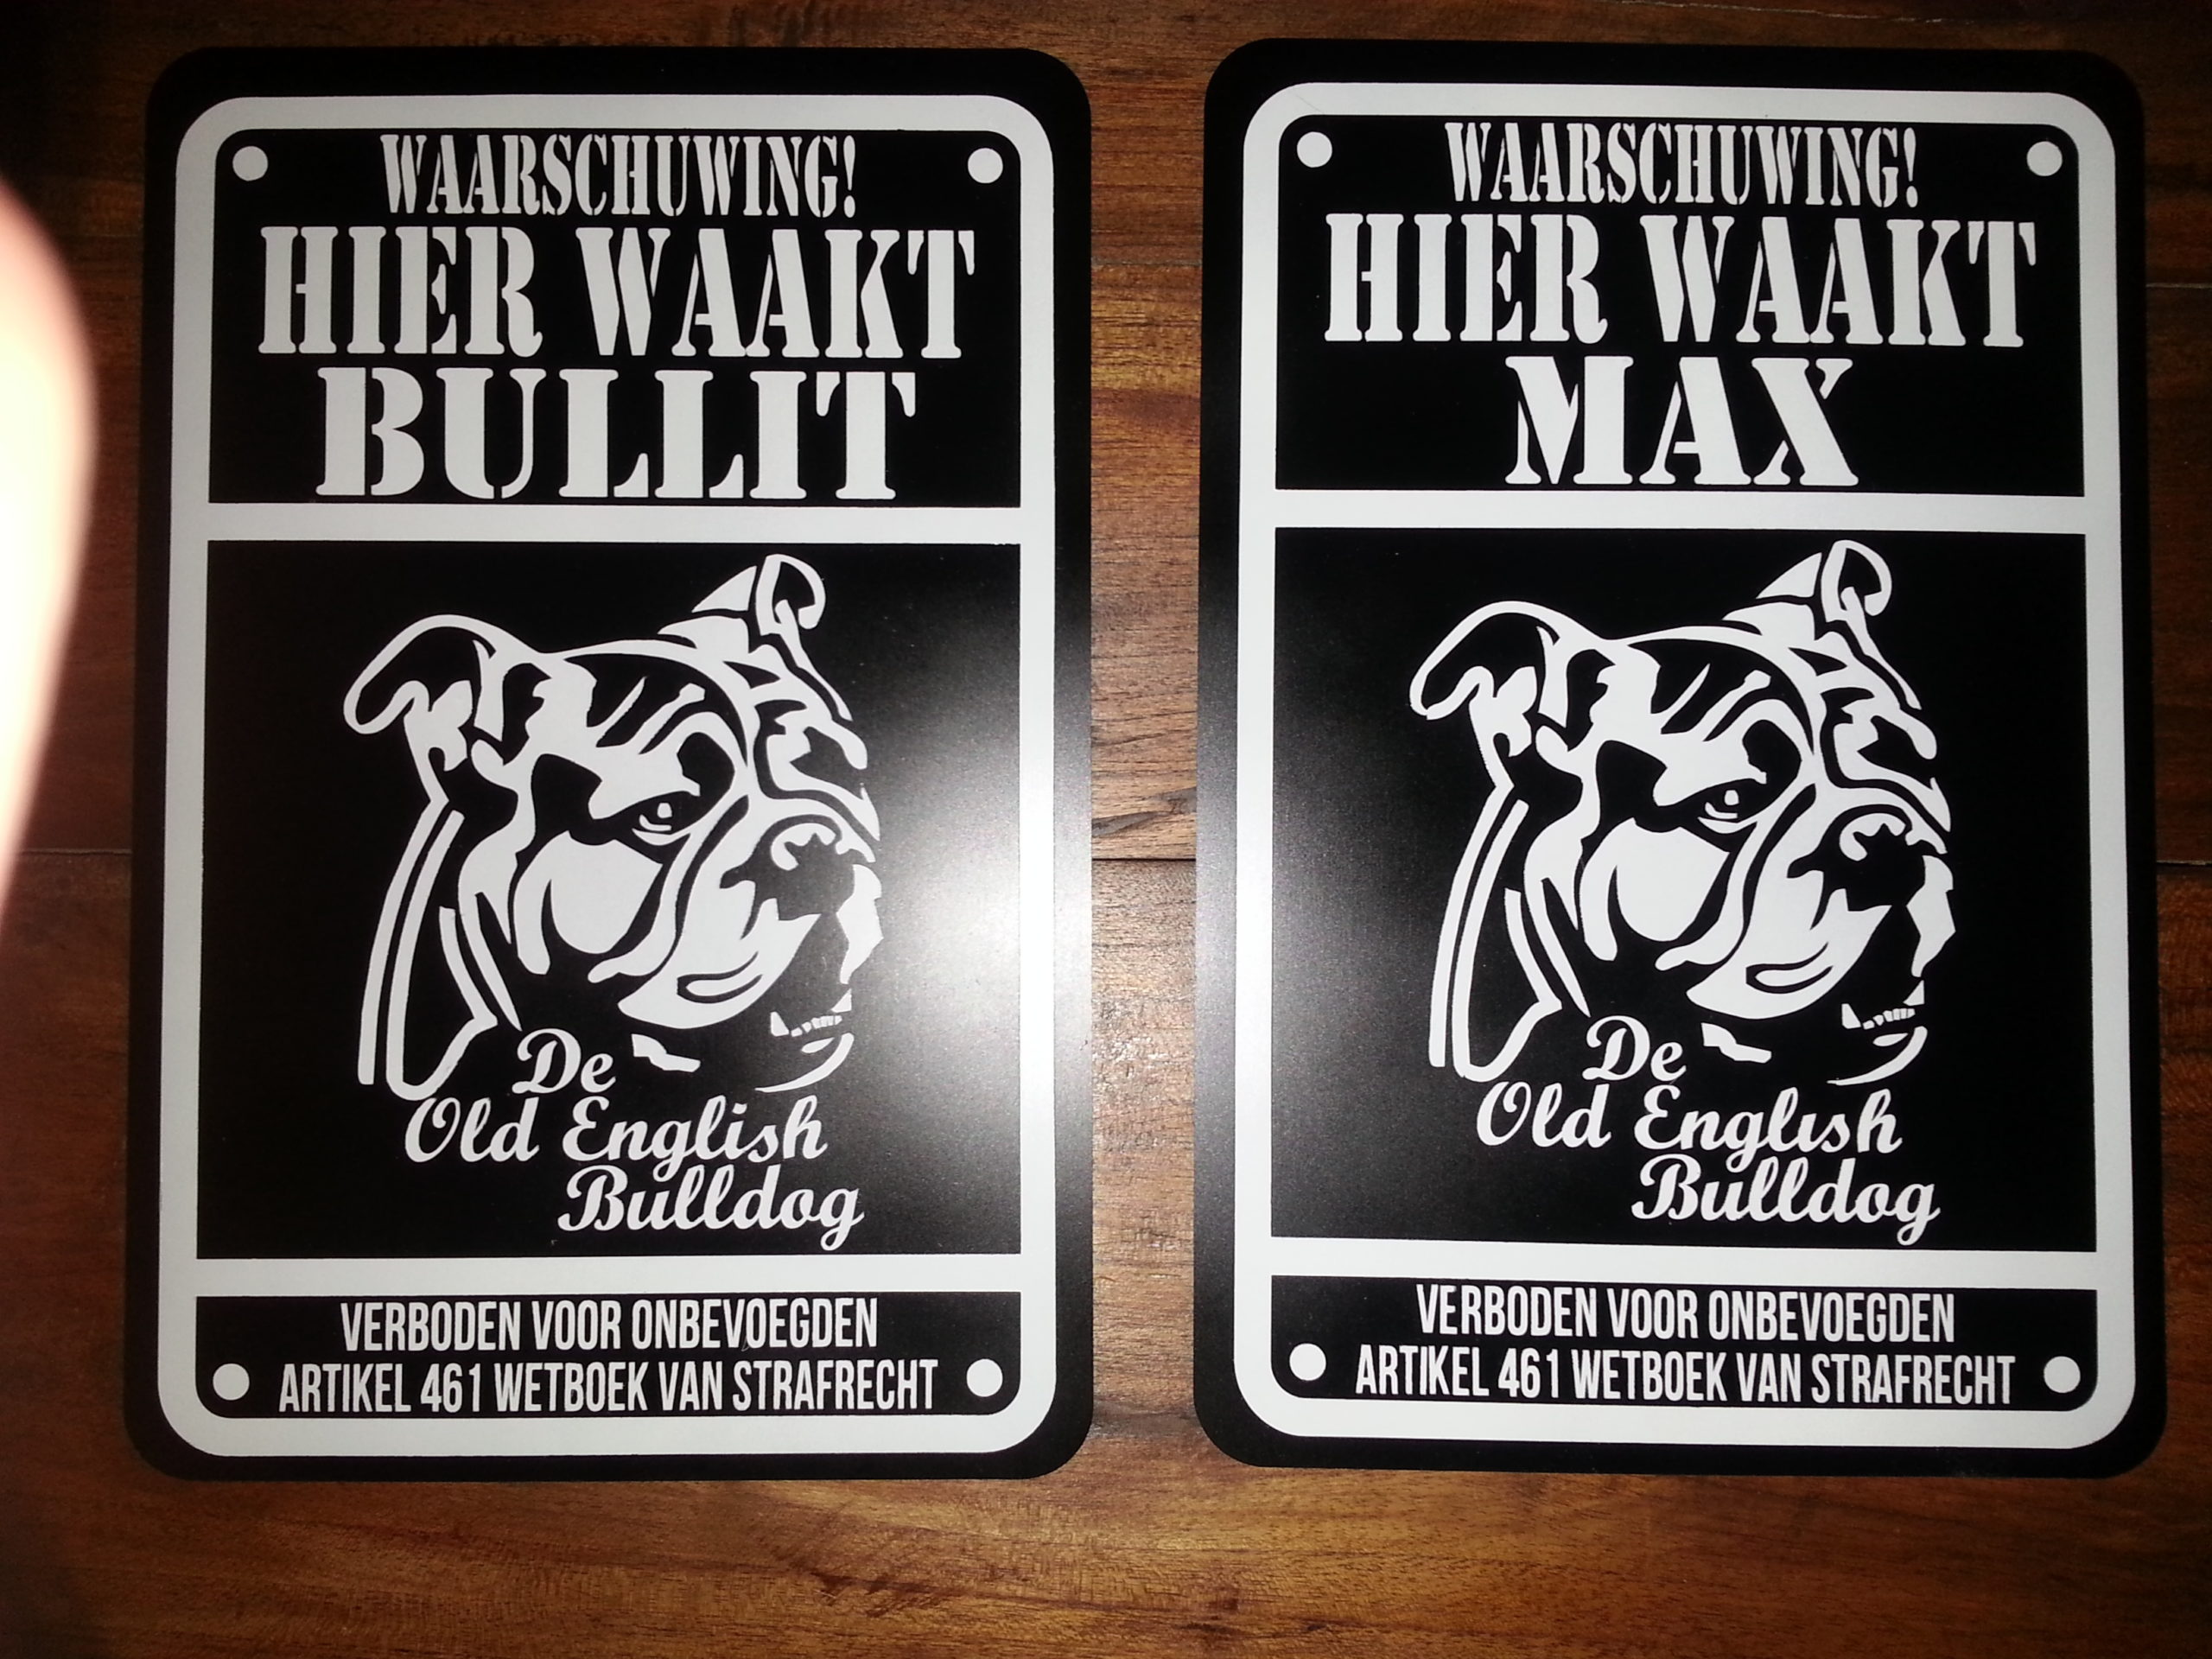 WAARSCHUWING!
HIER WAAKT
BULLIT
De
Old English
Bulldog
VERBODEN VOOR ONBEVOEGDEN
ARTIKEL 461 WETBOEK VAN STRAFRECHT
WAARSCHUWING!
HIER WAAKT
MAX
De
Old English
Bulldog
VERBODEN VOOR ONBEVOEGDEN
ARTIKEL 461 WETBOEK VAN STRAFRECHT